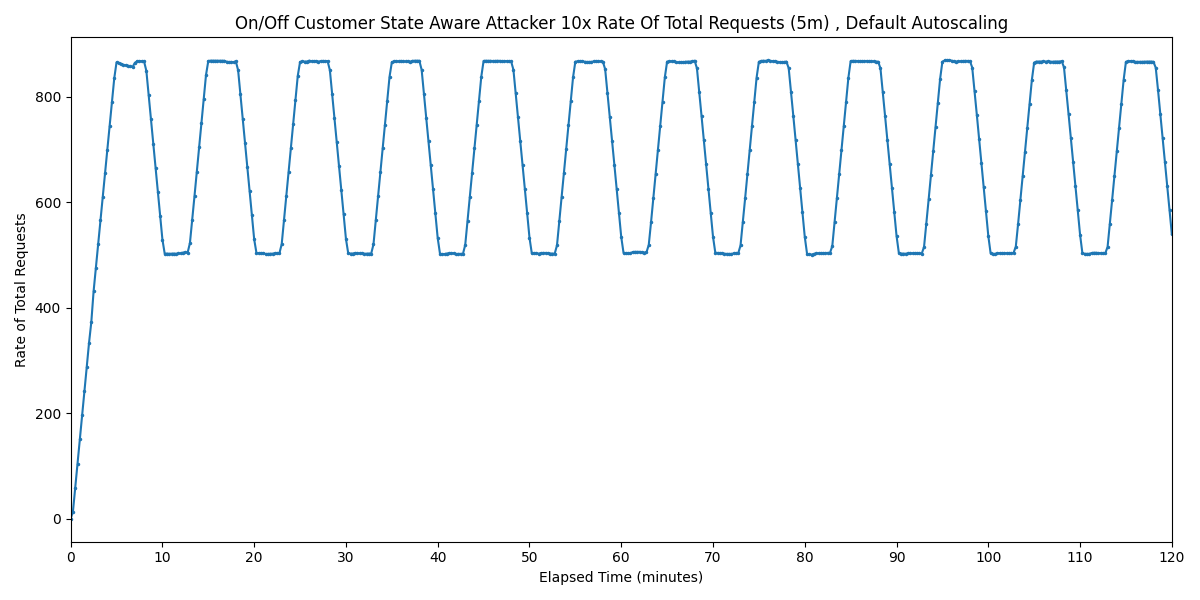 On/Off Customer State Aware Attacker 10x Rate Of Total Requests (5m) , Default Autoscaling
800
600
400
200
0
Rate of Total Requests
0 10 20 30 40 50 60 70 80 90 100 110 120
Elapsed Time (minutes)